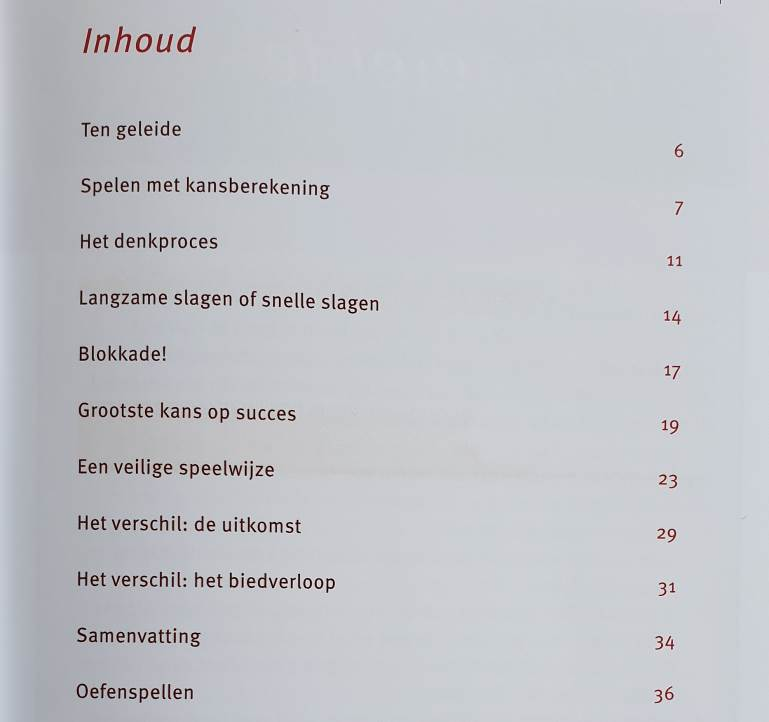 Inhoud
Ten geleide 6
Spelen met kansberekening 7
Het denkproces 11
Langzame slagen of snelle slagen 14
Blokkade! 17
Grootste kans op succes 19
Een veilige speelwijze 23
Het verschil: de uitkomst 29
Het verschil: het biedverloop 31
Samenvatting 34
Oefenspellen 36